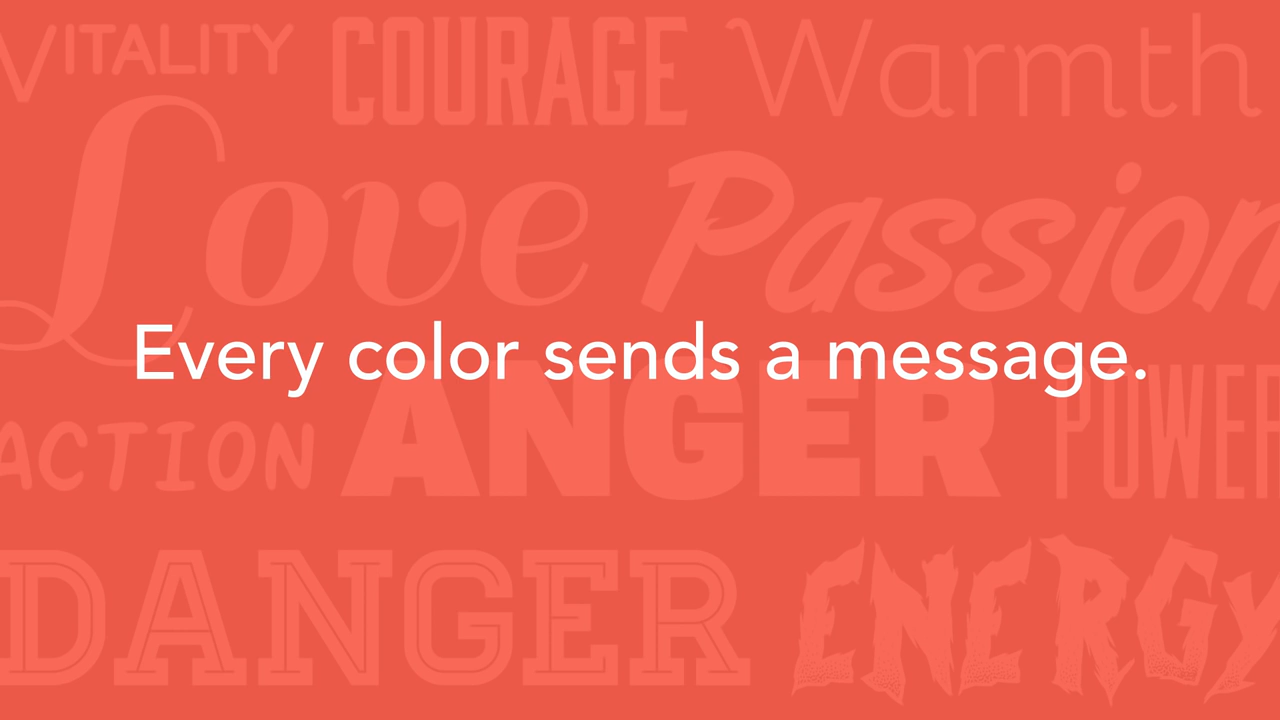 VITALITY COURAGE Warmth
Love Passion
Every color sends a message.
ACTION ANGER POWER
DANGER ENERGY